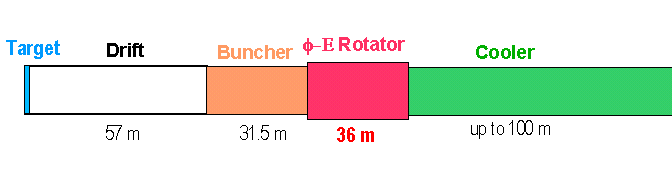 Target Drift Buncher ϕ–E Rotator Cooler
57 m 31.5 m 36 m up to 100 m